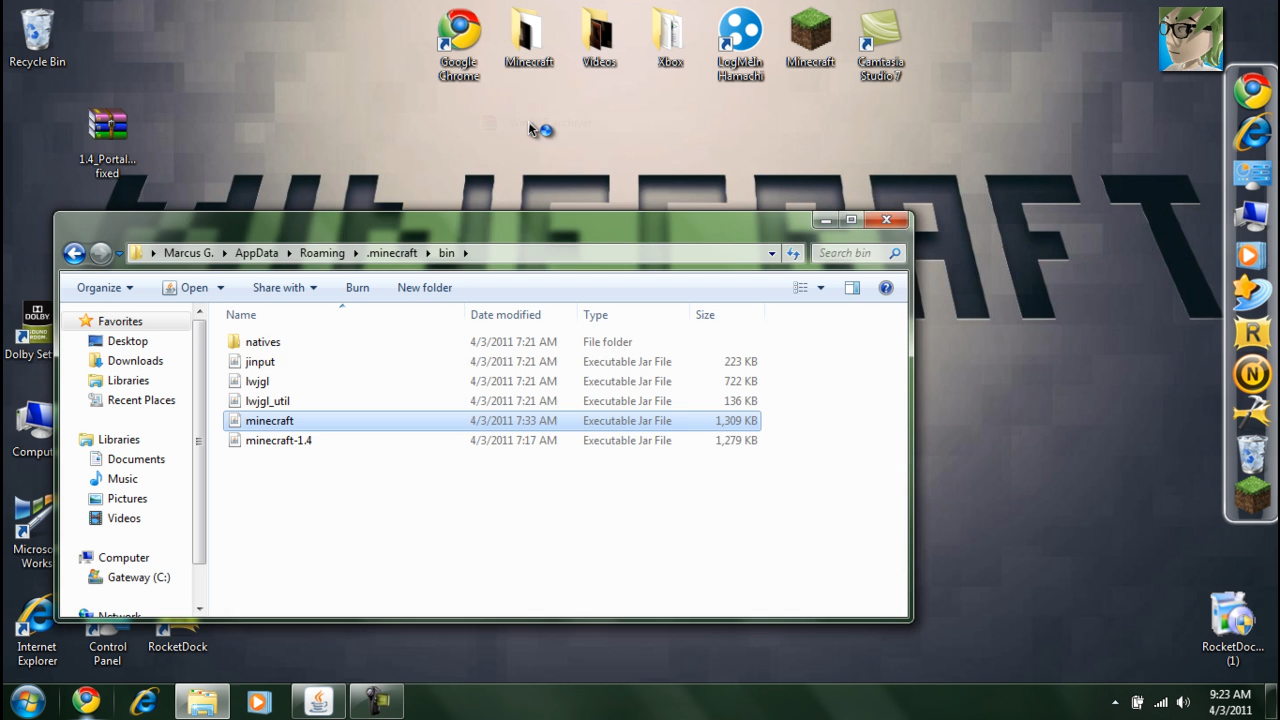 Recycle Bin
Google Chrome
Minecraft
Videos
Xbox
LogMeIn Hamachi
Minecraft
Camtasia Studio 7
1.4_Portal... fixed
MINECRAFT
Marcus G.
AppData
Roaming
.minecraft
bin
Search bin
Organize
Open
Share with
Burn
New folder
Name Date modified Type Size
Favorites
Desktop
Downloads
Libraries
Recent Places
Libraries
Documents
Music
Pictures
Videos
Computer
Gateway (C:)
Network
natives 4/3/2011 7:21 AM File folder
jinput 4/3/2011 7:21 AM Executable Jar File 223 KB
lwjgl 4/3/2011 7:21 AM Executable Jar File 722 KB
lwjgl_util 4/3/2011 7:21 AM Executable Jar File 136 KB
minecraft 4/3/2011 7:33 AM Executable Jar File 1,309 KB
minecraft-1.4 4/3/2011 7:17 AM Executable Jar File 1,279 KB
DOLBY
Dolby Set
Comput
Microso
Works
Internet Explorer
Control Panel
RocketDock
R
N
RocketDoc...
(1)
9:23 AM
4/3/2011